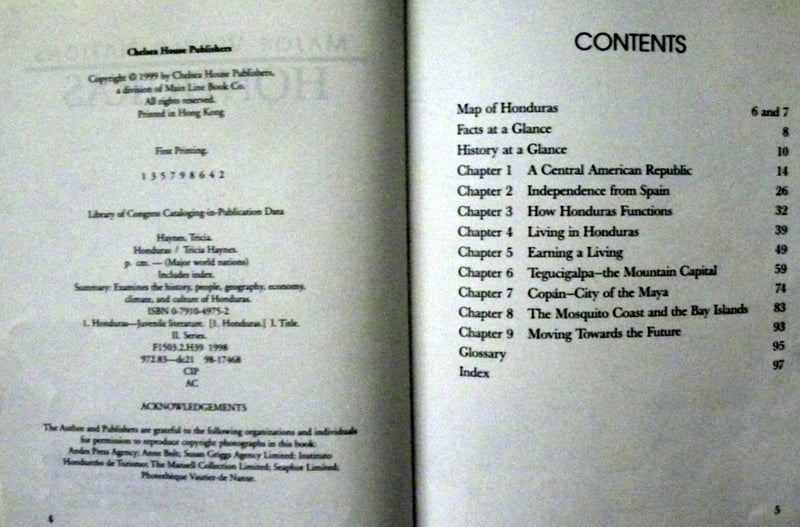 Chelsea House Publishers
Copyright © 1999 by Chelsea House Publishers,
a division of Main Line Book Co.
All rights reserved.
Printed in Hong Kong.
First Printing.
1 3 5 7 9 8 6 4 2
Library of Congress Cataloging-in-Publication Data
Haynes, Tricia.
Honduras / Tricia Haynes.
p. cm. — (Major world nations)
Includes index.
Summary: Examines the history, people, geography, economy,
climate, and culture of Honduras.
ISBN 0-7910-4975-2
1. Honduras—Juvenile literature. [1. Honduras.] I. Title.
II. Series.
F1503.2.H39 1998
972.83—dc21 98-17468
CIP
AC
ACKNOWLEDGEMENTS
The Author and Publishers are grateful to the following organizations and individuals
for permission to reproduce copyright photographs in this book:
Andes Press Agency; Anne Bolt; Susan Griggs Agency Limited; Instituto
Hondureño de Turismo; The Mansell Collection Limited; Seaphot Limited;
Photothèque Vautier-de Nanxe.
4
CONTENTS
Map of Honduras 6 and 7
Facts at a Glance 8
History at a Glance 10
Chapter 1 A Central American Republic 14
Chapter 2 Independence from Spain 26
Chapter 3 How Honduras Functions 32
Chapter 4 Living in Honduras 39
Chapter 5 Earning a Living 49
Chapter 6 Tegucigalpa—the Mountain Capital 59
Chapter 7 Copán—City of the Maya 74
Chapter 8 The Mosquito Coast and the Bay Islands 83
Chapter 9 Moving Towards the Future 93
Glossary 95
Index 97
5